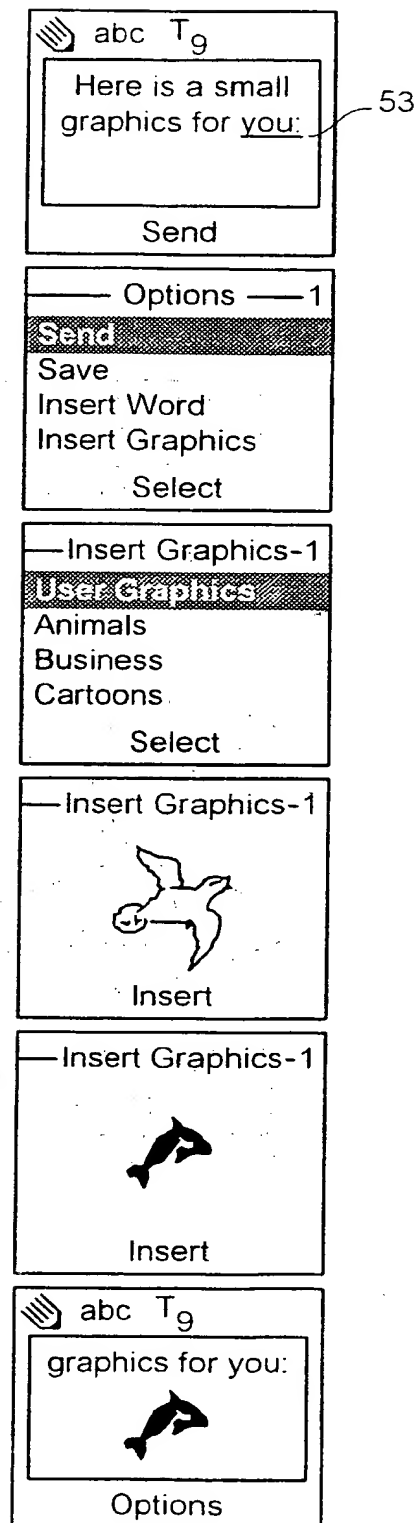 abc T9
Here is a small
graphics for you:
53
Send
Options 1
Send
Save
Insert Word
Insert Graphics
Select
Insert Graphics-1
User Graphics
Animals
Business
Cartoons
Select
Insert Graphics-1
Insert
Insert Graphics-1
Insert
abc T9
graphics for you:
Options